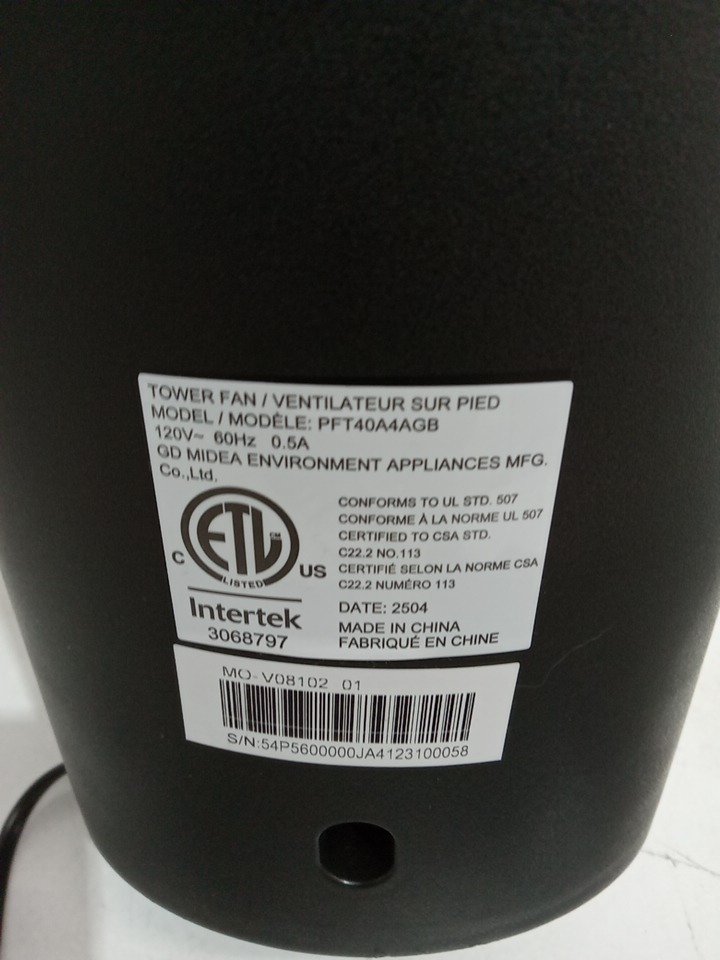 TOWER FAN / VENTILATEUR SUR PIED
MODEL / MODÈLE: PFT40A4AGB
120V~ 60Hz 0.5A
GD MIDEA ENVIRONMENT APPLIANCES MFG.
Co.,Ltd.
ETL
CM
LISTED
C
US
Intertek
3068797
CONFORMS TO UL STD. 507
CONFORME À LA NORME UL 507
CERTIFIED TO CSA STD.
C22.2 NO.113
CERTIFIÉ SELON LA NORME CSA
C22.2 NUMÉRO 113
DATE: 2504
MADE IN CHINA
FABRIQUÉ EN CHINE
MO-V08102 01
S/N:54P5600000JA4123100058